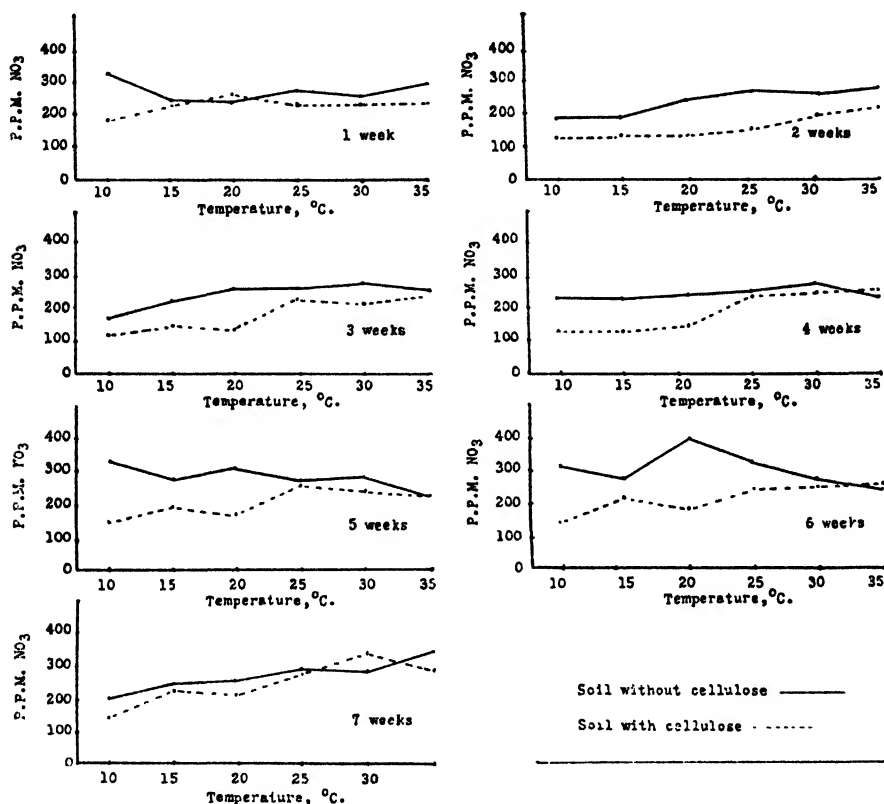 P.P.M. NO3
400
300
200
100
0
1 week
10 15 20 25 30 35
Temperature, °C.
P.P.M. NO3
400
300
200
100
0
2 weeks
10 15 20 25 30 35
Temperature, °C.
P.P.M. NO3
400
300
200
100
0
3 weeks
10 15 20 25 30 35
Temperature, °C.
P.P.M. NO3
400
300
200
100
0
4 weeks
10 15 20 25 30 35
Temperature, °C.
P.P.M. NO3
400
300
200
100
0
5 weeks
10 15 20 25 30 35
Temperature, °C.
P.P.M. NO3
400
300
200
100
0
6 weeks
10 15 20 25 30 35
Temperature, °C.
P.P.M. NO3
400
300
200
100
0
7 weeks
10 15 20 25 30
Temperature, °C.
Soil without cellulose
Soil with cellulose